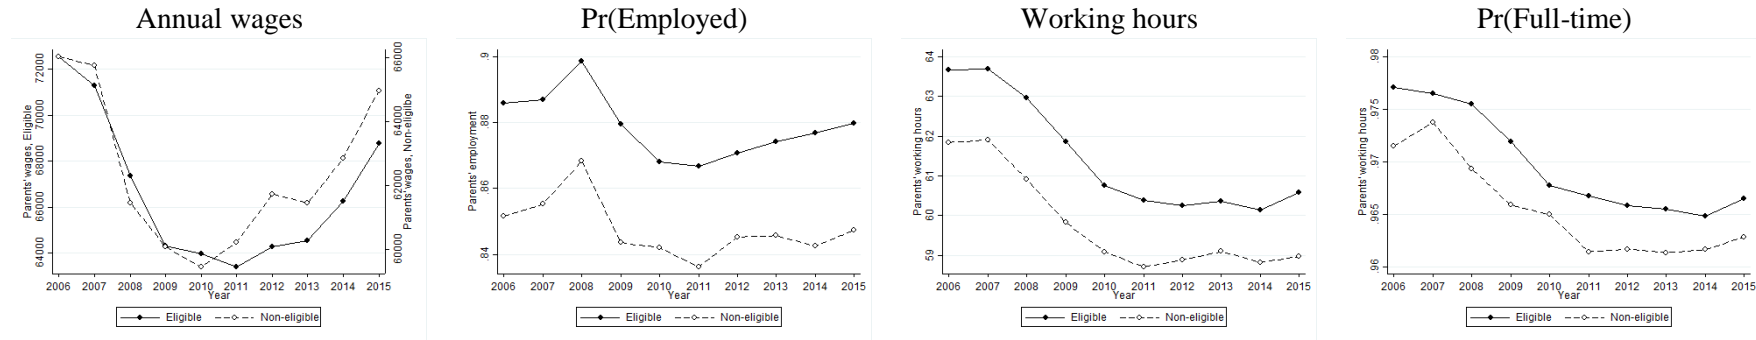 Annual wages
Parents' wages, Eligible
72000
70000
68000
66000
64000
66000
64000
62000
60000
Parents' wages, Non-eligilbe
2006 2007 2008 2009 2010 2011 2012 2013 2014 2015
Year
Eligible Non-eligible
Pr(Employed)
Parents' employment
.9
.88
.86
.84
2006 2007 2008 2009 2010 2011 2012 2013 2014 2015
Year
Eligible Non-eligible
Working hours
Parents' working hours
64
63
62
61
60
59
2006 2007 2008 2009 2010 2011 2012 2013 2014 2015
Year
Eligible Non-eligible
Pr(Full-time)
Parents' working hours
.98
.975
.97
.965
.96
2006 2007 2008 2009 2010 2011 2012 2013 2014 2015
Year
Eligible Non-eligible